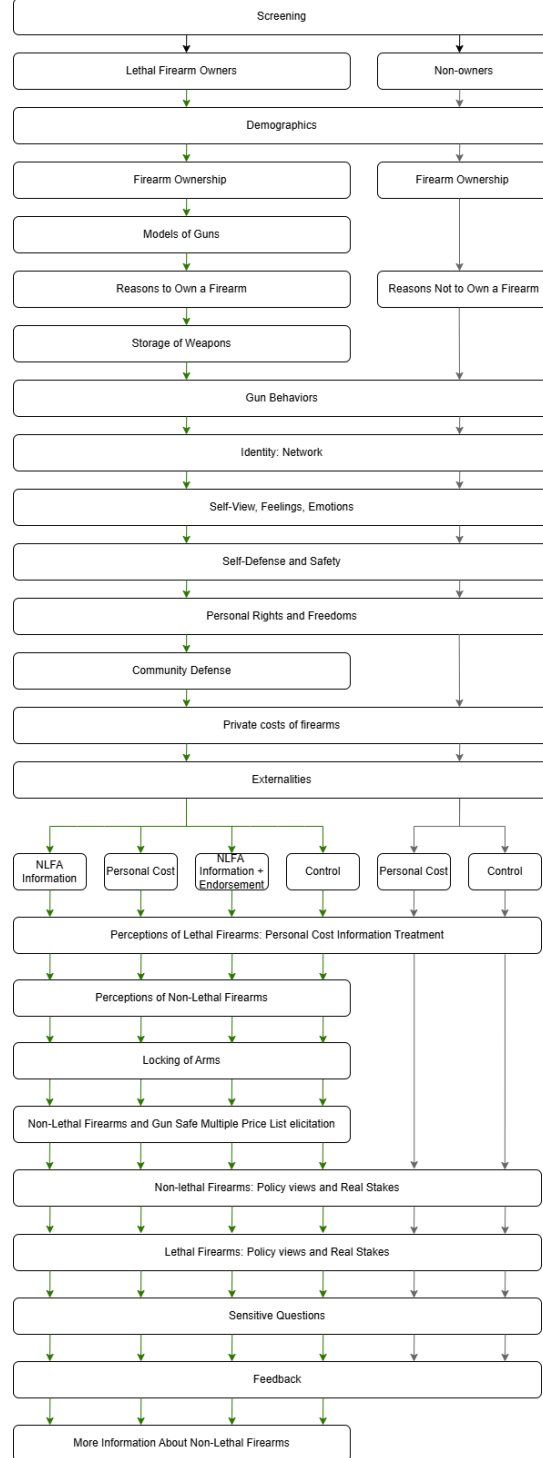 Screening
Lethal Firearm Owners
Non-owners
Demographics
Firearm Ownership
Firearm Ownership
Models of Guns
Reasons to Own a Firearm
Reasons Not to Own a Firearm
Storage of Weapons
Gun Behaviors
Identity: Network
Self-View, Feelings, Emotions
Self-Defense and Safety
Personal Rights and Freedoms
Community Defense
Private costs of firearms
Externalities
NLFA
Information
Personal Cost
NLFA
Information +
Endorsement
Control
Personal Cost
Control
Perceptions of Lethal Firearms: Personal Cost Information Treatment
Perceptions of Non-Lethal Firearms
Locking of Arms
Non-Lethal Firearms and Gun Safe Multiple Price List elicitation
Non-lethal Firearms: Policy views and Real Stakes
Lethal Firearms: Policy views and Real Stakes
Sensitive Questions
Feedback
More Information About Non-Lethal Firearms